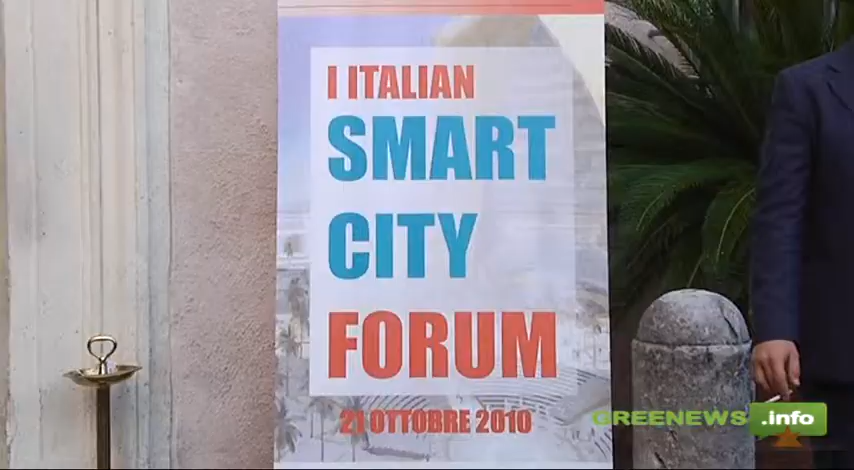 I ITALIAN
SMART
CITY
FORUM
21 OTTOBRE 2010
GREENEWS.info